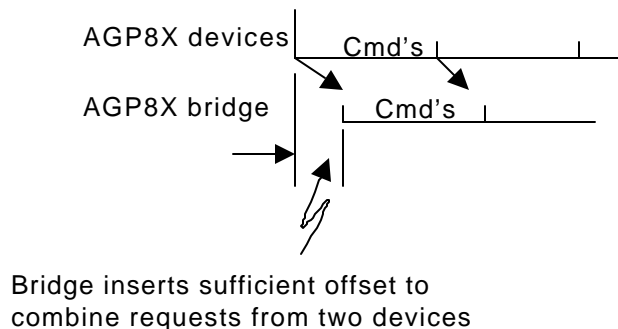 AGP8X devices
Cmd's
AGP8X bridge
Cmd's
Bridge inserts sufficient offset to
combine requests from two devices